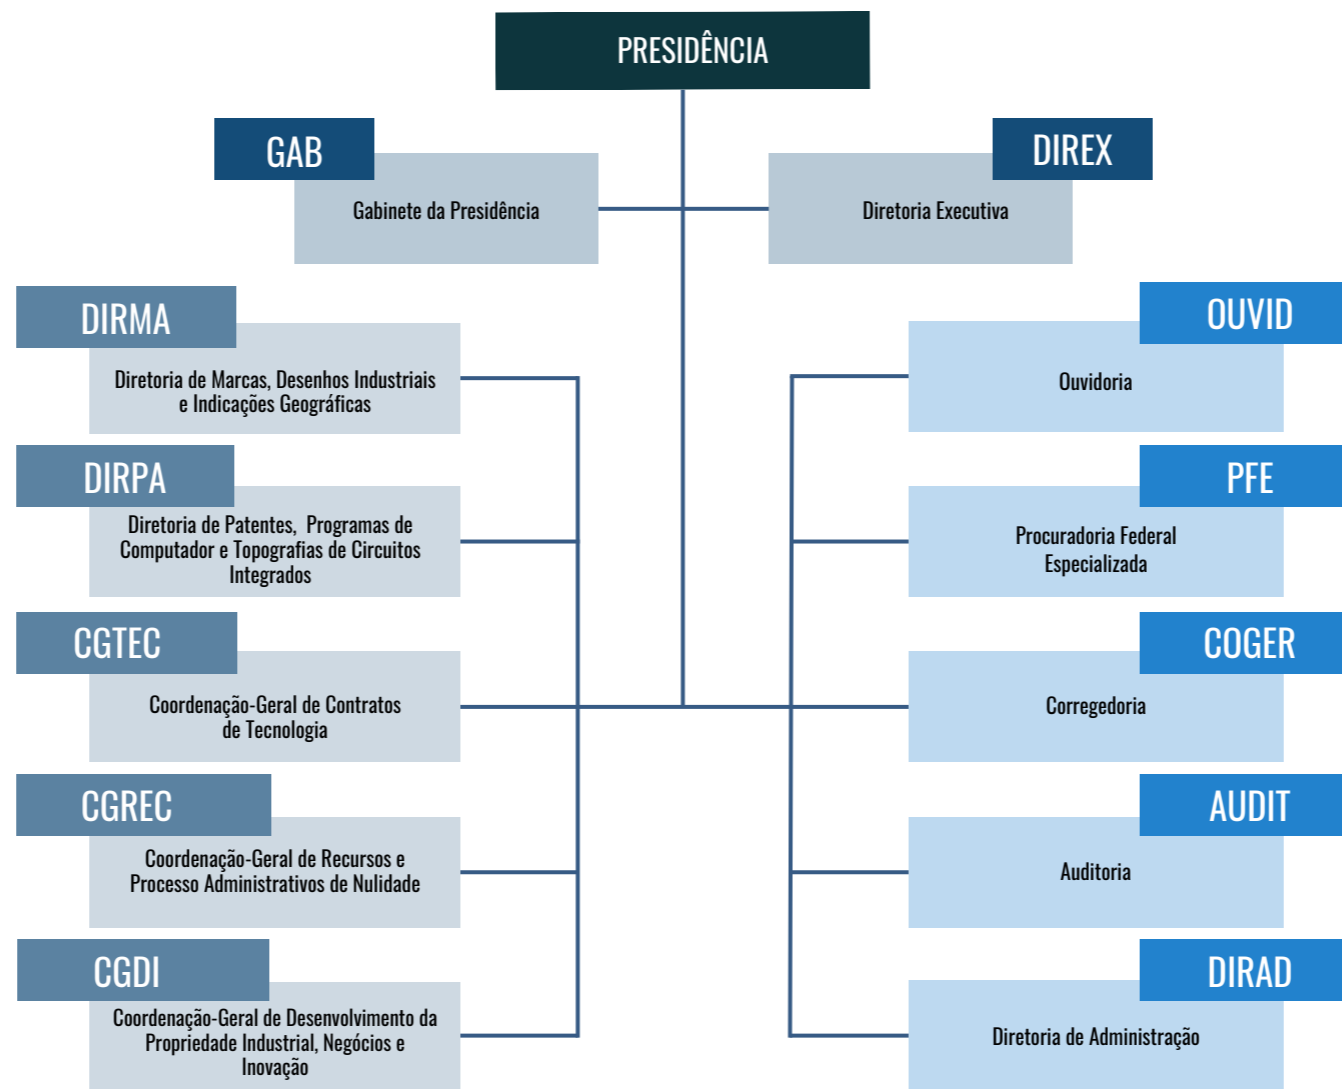 PRESIDÊNCIA
GAB
Gabinete da Presidência
DIREX
Diretoria Executiva
DIRMA
Diretoria de Marcas, Desenhos Industriais
e Indicações Geográficas
OUVID
Ouvidoria
DIRPA
Diretoria de Patentes, Programas de
Computador e Topografias de Circuitos
Integrados
PFE
Procuradoria Federal
Especializada
CGTEC
Coordenação-Geral de Contratos
de Tecnologia
COGER
Corregedoria
CGREC
Coordenação-Geral de Recursos e
Processo Administrativos de Nulidade
AUDIT
Auditoria
CGDI
Coordenação-Geral de Desenvolvimento da
Propriedade Industrial, Negócios e
Inovação
DIRAD
Diretoria de Administração